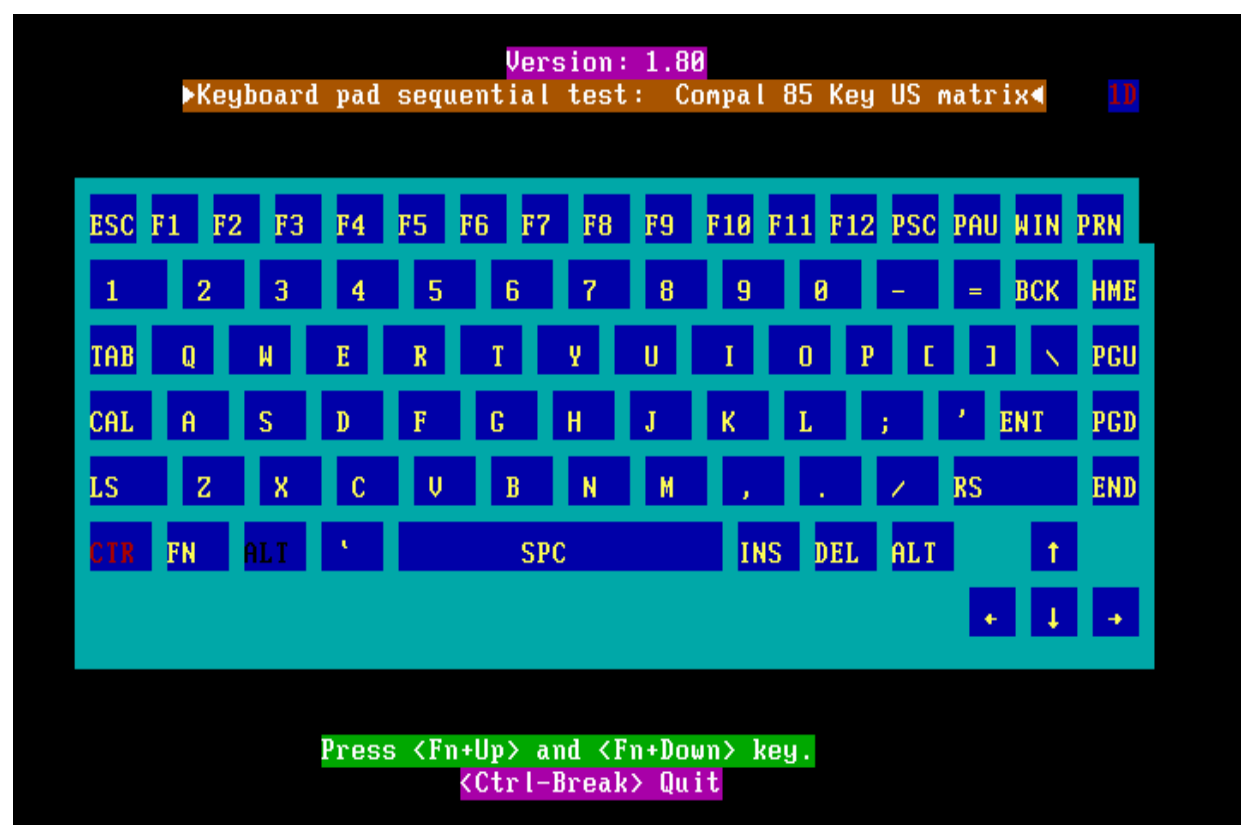 Version: 1.80
►Keyboard pad sequential test:  Compal 85 Key US matrix◄ 1D
ESC F1 F2 F3 F4 F5 F6 F7 F8 F9 F10 F11 F12 PSC PAU WIN PRN
1 2 3 4 5 6 7 8 9 0 - = BCK HME
TAB Q W E R T Y U I O P [ ] \ PGU
CAL A S D F G H J K L ; ' ENT PGD
LS Z X C V B N M , . / RS END
CTR FN ALT ` SPC INS DEL ALT ↑
← ↓ →
Press <Fn+Up> and <Fn+Down> key.
<Ctrl-Break> Quit